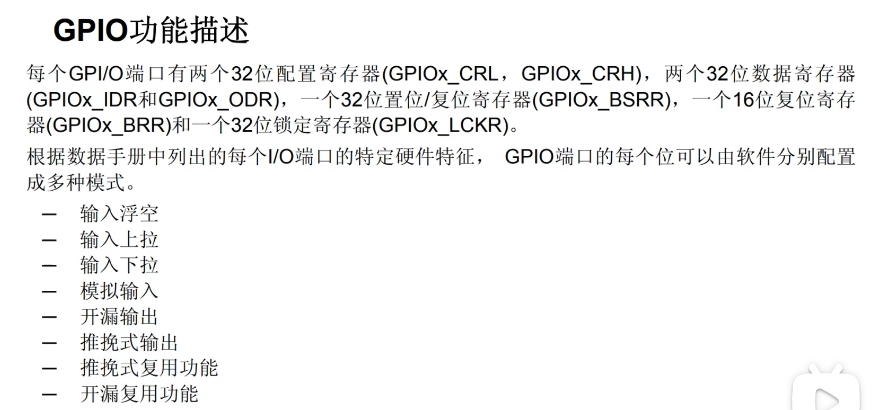 GPIO功能描述
每个GPI/O端口有两个32位配置寄存器(GPIOx_CRL，GPIOx_CRH)，两个32位数据寄存器
(GPIOx_IDR和GPIOx_ODR)，一个32位置位/复位寄存器(GPIOx_BSRR)，一个16位复位寄存
器(GPIOx_BRR)和一个32位锁定寄存器(GPIOx_LCKR)。
根据数据手册中列出的每个I/O端口的特定硬件特征， GPIO端口的每个位可以由软件分别配置
成多种模式。
— 输入浮空
— 输入上拉
— 输入下拉
— 模拟输入
— 开漏输出
— 推挽式输出
— 推挽式复用功能
— 开漏复用功能